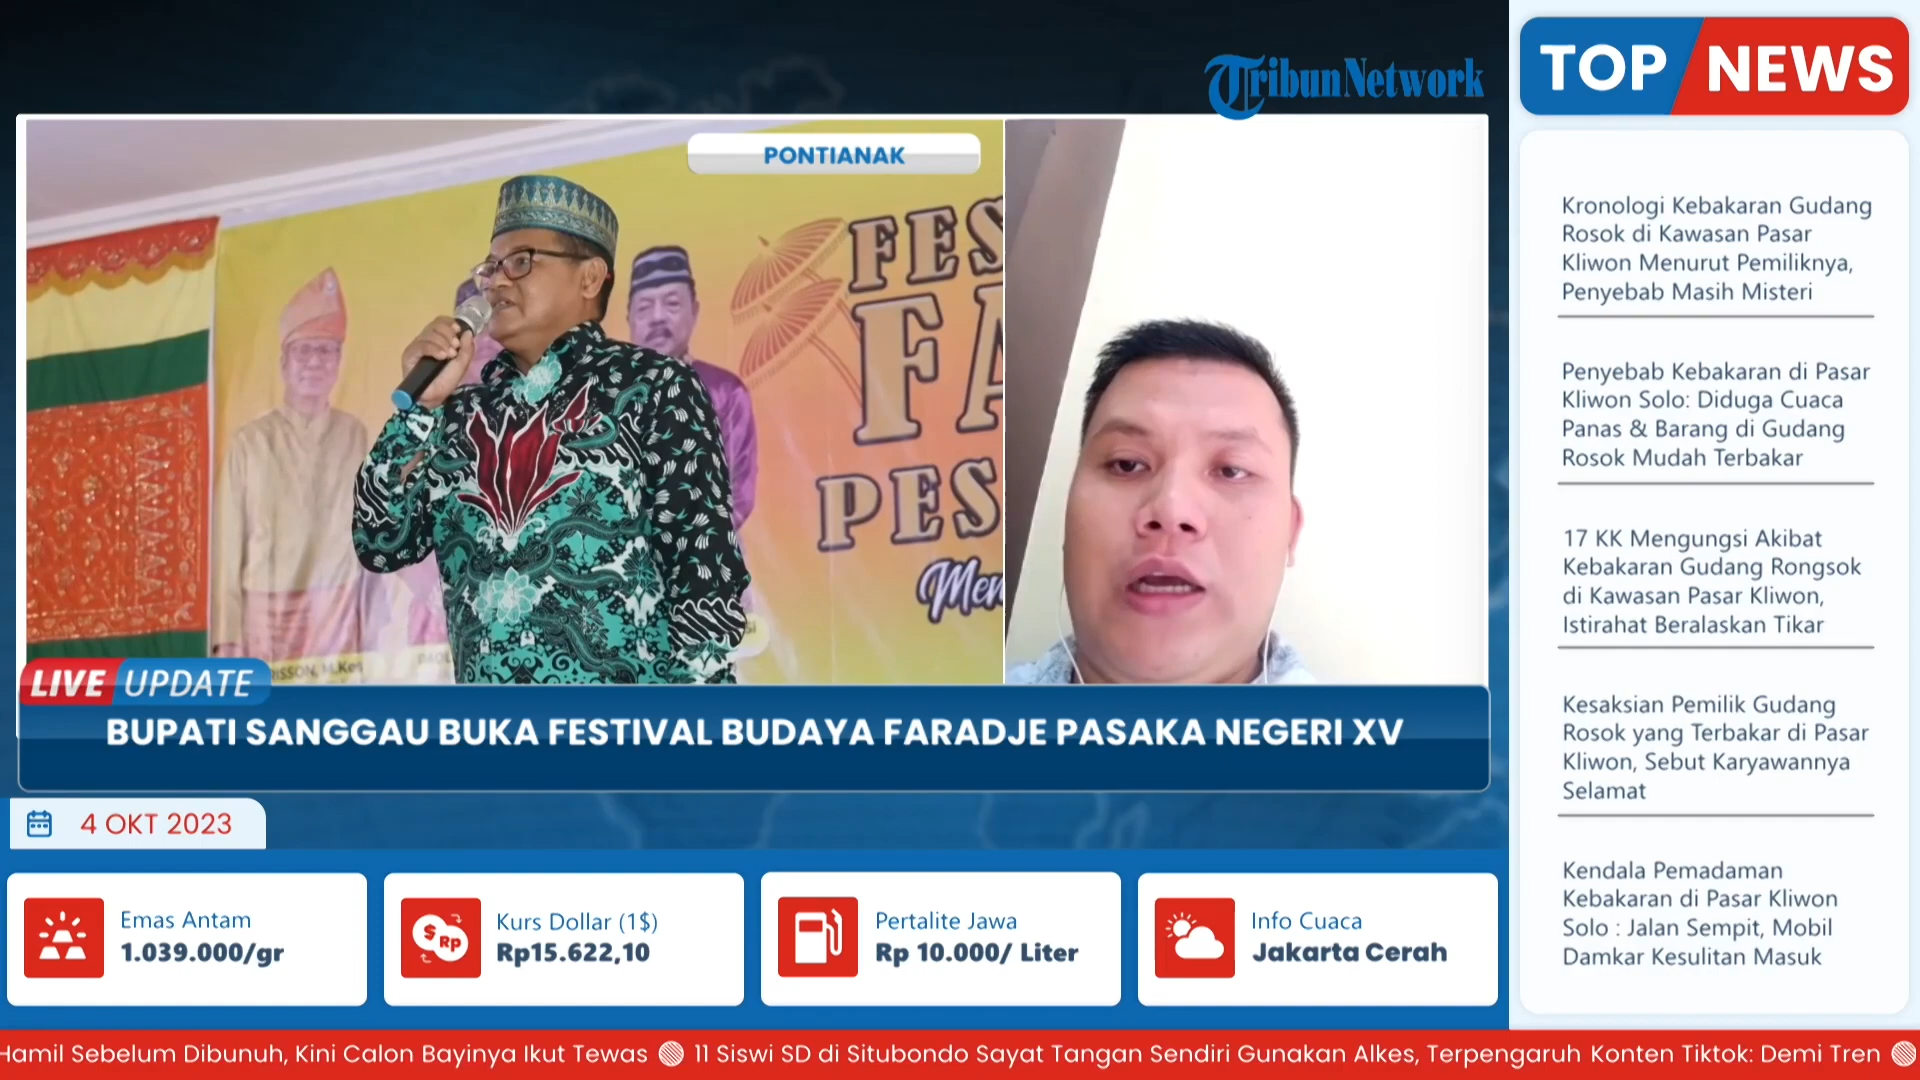 TribunNetwork
TOP NEWS
PONTIANAK
FES
FA
PES
Men
RISSON, M.Kes
LIVE UPDATE
BUPATI SANGGAU BUKA FESTIVAL BUDAYA FARADJE PASAKA NEGERI XV
4 OKT 2023
Emas Antam
1.039.000/gr
Kurs Dollar (1$)
Rp15.622,10
Pertalite Jawa
Rp 10.000/ Liter
Info Cuaca
Jakarta Cerah
Kronologi Kebakaran Gudang
Rosok di Kawasan Pasar
Kliwon Menurut Pemiliknya,
Penyebab Masih Misteri
Penyebab Kebakaran di Pasar
Kliwon Solo: Diduga Cuaca
Panas & Barang di Gudang
Rosok Mudah Terbakar
17 KK Mengungsi Akibat
Kebakaran Gudang Rongsok
di Kawasan Pasar Kliwon,
Istirahat Beralaskan Tikar
Kesaksian Pemilik Gudang
Rosok yang Terbakar di Pasar
Kliwon, Sebut Karyawannya
Selamat
Kendala Pemadaman
Kebakaran di Pasar Kliwon
Solo : Jalan Sempit, Mobil
Damkar Kesulitan Masuk
Hamil Sebelum Dibunuh, Kini Calon Bayinya Ikut Tewas 11 Siswi SD di Situbondo Sayat Tangan Sendiri Gunakan Alkes, Terpengaruh Konten Tiktok: Demi Tren